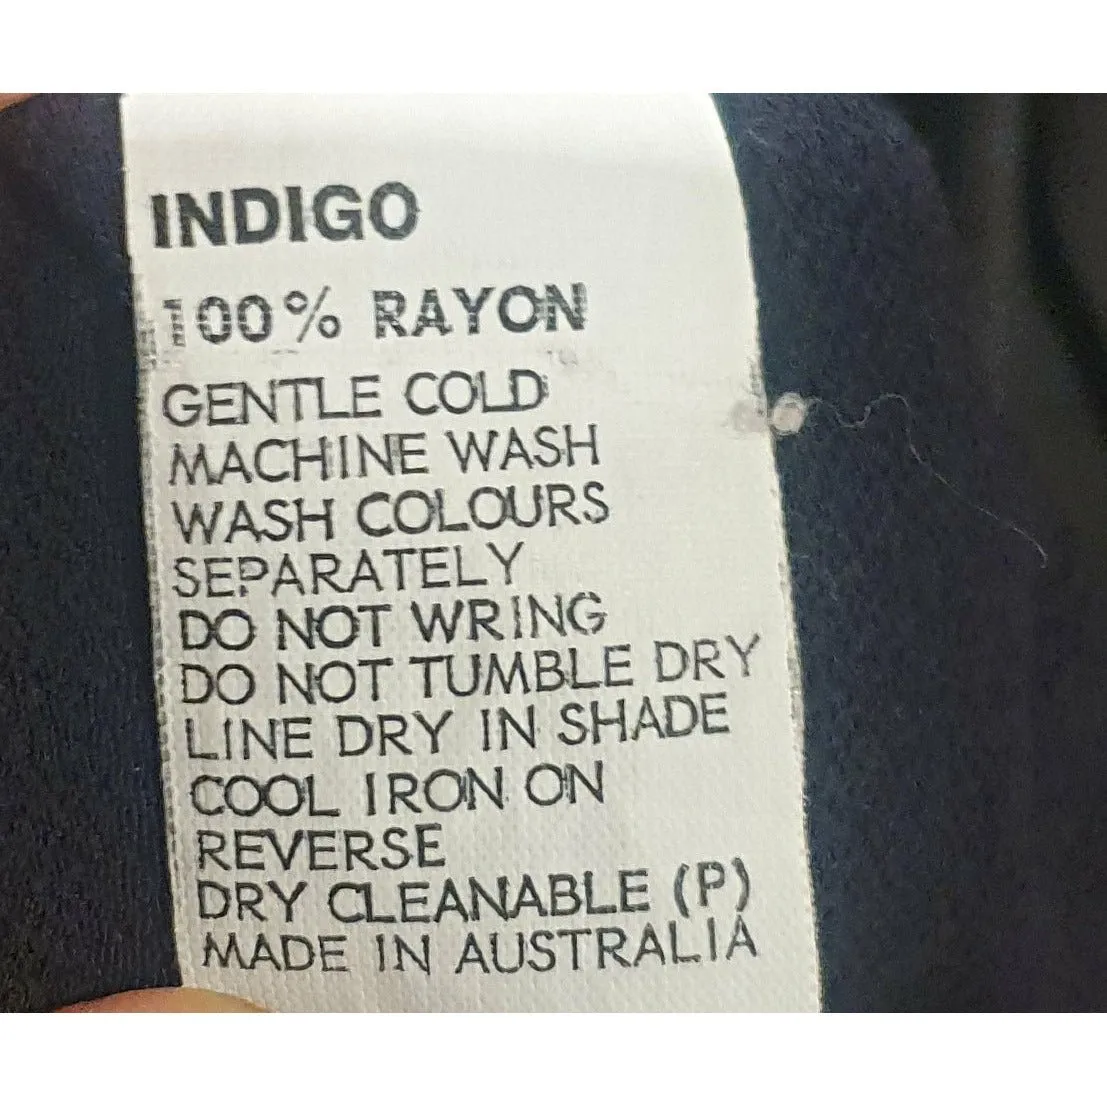 INDIGO
100% RAYON
GENTLE COLD
MACHINE WASH
WASH COLOURS
SEPARATELY
DO NOT WRING
DO NOT TUMBLE DRY
LINE DRY IN SHADE
COOL IRON ON
REVERSE
DRY CLEANABLE (P)
MADE IN AUSTRALIA